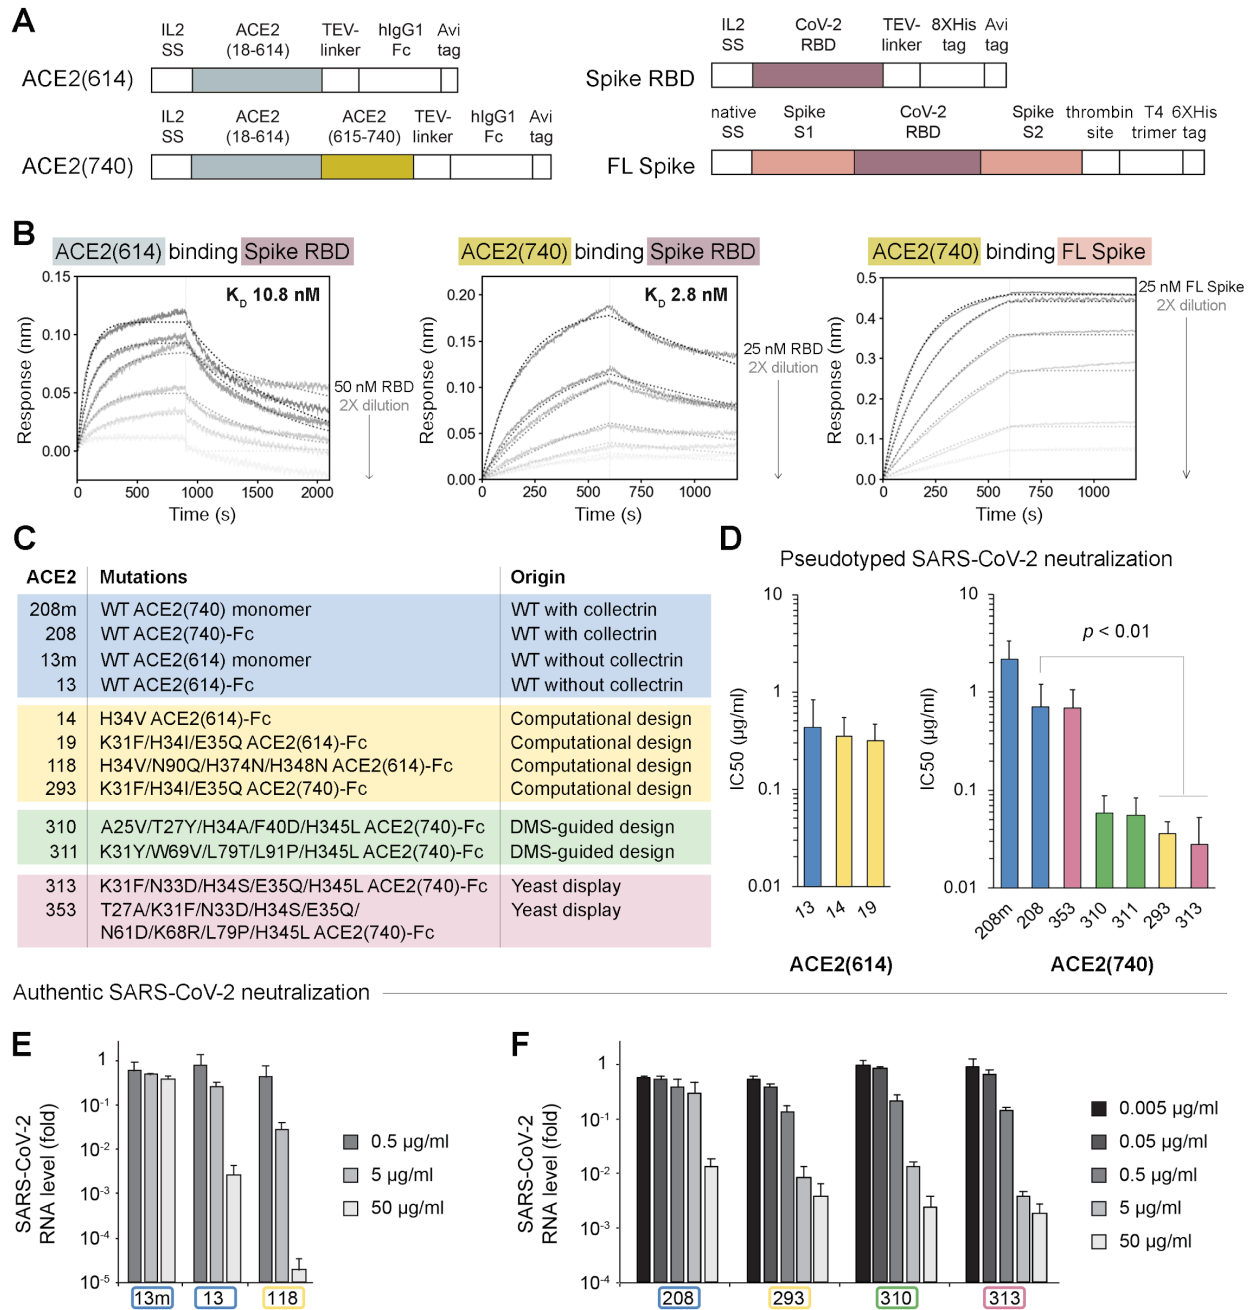 A
IL2 SS
ACE2 (18-614)
TEV-linker
hIgG1 Fc
Avi tag
ACE2(614)
IL2 SS
ACE2 (18-614)
ACE2 (615-740)
TEV-linker
hIgG1 Fc
Avi tag
ACE2(740)
IL2 SS
CoV-2 RBD
TEV-linker
8XHis tag
Avi tag
Spike RBD
native SS
Spike S1
CoV-2 RBD
Spike S2
thrombin site
T4 trimer
6XHis tag
FL Spike
B
ACE2(614) binding Spike RBD
KD 10.8 nM
Response (nm)
0.15
0.10
0.05
0.00
0 500 1000 1500 2000
Time (s)
50 nM RBD
2X dilution
ACE2(740) binding Spike RBD
KD 2.8 nM
Response (nm)
0.20
0.15
0.10
0.05
0.00
0 500 1000
Time (s)
25 nM RBD
2X dilution
ACE2(740) binding FL Spike
Response (nm)
0.5
0.4
0.3
0.2
0.1
0.0
0 250 500 750 1000
Time (s)
25 nM FL Spike
2X dilution
C
ACE2 Mutations Origin
208m WT ACE2(740) monomer WT with collectrin
208 WT ACE2(740)-Fc WT with collectrin
13m WT ACE2(614) monomer WT without collectrin
13 WT ACE2(614)-Fc WT without collectrin
14 H34V ACE2(614)-Fc Computational design
19 K31F/H34I/E35Q ACE2(614)-Fc Computational design
118 H34V/N90Q/H374N/H348N ACE2(614)-Fc Computational design
293 K31F/H34I/E35Q ACE2(740)-Fc Computational design
310 A25V/T27Y/H34A/F40D/H345L ACE2(740)-Fc DMS-guided design
311 K31Y/W69V/L79T/L91P/H345L ACE2(740)-Fc DMS-guided design
313 K31F/N33D/H34S/E35Q/H345L ACE2(740)-Fc Yeast display
353 T27A/K31F/N33D/H34S/E35Q/ Yeast display
N61D/K68R/L79P/H345L ACE2(740)-Fc
D
Pseudotyped SARS-CoV-2 neutralization
IC50 (µg/ml)
10
1
0.1
0.01
13 14 19
ACE2(614)
IC50 (µg/ml)
10
1
0.1
0.01
p < 0.01
208m 208 353 310 311 293 313
ACE2(740)
Authentic SARS-CoV-2 neutralization
E
SARS-CoV-2
RNA level (fold)
1
10-1
10-2
10-3
10-4
10-5
13m 13 118
0.5 µg/ml
5 µg/ml
50 µg/ml
F
SARS-CoV-2
RNA level (fold)
1
10-1
10-2
10-3
10-4
208 293 310 313
0.005 µg/ml
0.05 µg/ml
0.5 µg/ml
5 µg/ml
50 µg/ml